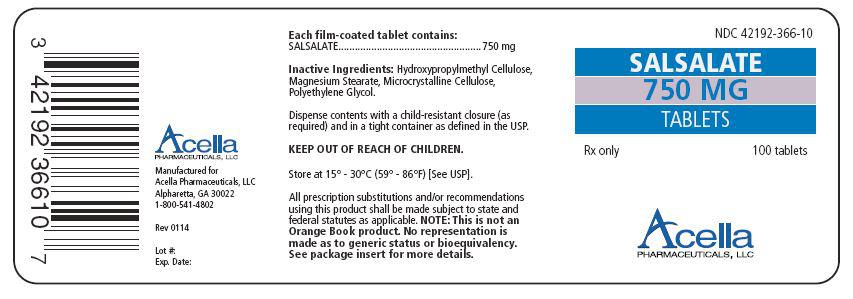 3 42192 36610 7
Acella
PHARMACEUTICALS, LLC
Manufactured for
Acella Pharmaceuticals, LLC
Alpharetta, GA 30022
1-800-541-4802
Rev 0114
Lot #:
Exp. Date:
Each film-coated tablet contains:
SALSALATE....................................................750 mg
Inactive Ingredients: Hydroxypropylmethyl Cellulose,
Magnesium Stearate, Microcrystalline Cellulose,
Polyethylene Glycol.
Dispense contents with a child-resistant closure (as
required) and in a tight container as defined in the USP.
KEEP OUT OF REACH OF CHILDREN.
Store at 15° - 30°C (59° - 86°F) [See USP].
All prescription substitutions and/or recommendations
using this product shall be made subject to state and
federal statutes as applicable. NOTE: This is not an
Orange Book product. No representation is
made as to generic status or bioequivalency.
See package insert for more details.
NDC 42192-366-10
SALSALATE
750 MG
TABLETS
Rx only 100 tablets
Acella
PHARMACEUTICALS, LLC